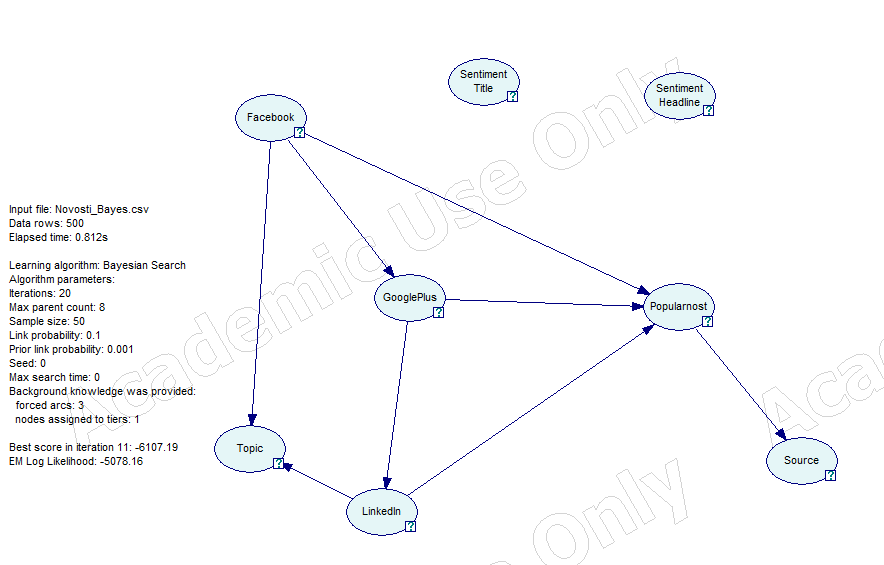 Sentiment
Title
Sentiment
Headline
Facebook
Input file: Novosti_Bayes.csv
Data rows: 500
Elapsed time: 0.812s
Learning algorithm: Bayesian Search
Algorithm parameters:
Iterations: 20
Max parent count: 8
Sample size: 50
Link probability: 0.1
Prior link probability: 0.001
Seed: 0
Max search time: 0
Background knowledge was provided:
forced arcs: 3
nodes assigned to tiers: 1
Best score in iteration 11: -6107.19
EM Log Likelihood: -5078.16
GooglePlus
Popularnost
Topic
Source
LinkedIn
?
?
?
?
?
?
?
?
Academic Use Only
Aca
Only